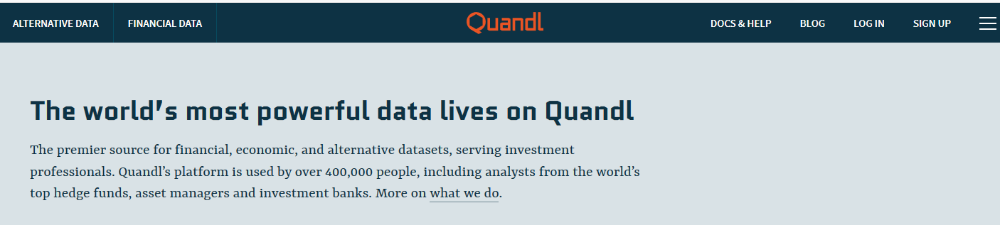 ALTERNATIVE DATA
FINANCIAL DATA
Quandl
DOCS & HELP
BLOG
LOG IN
SIGN UP
The world's most powerful data lives on Quandl
The premier source for financial, economic, and alternative datasets, serving investment
professionals. Quandl’s platform is used by over 400,000 people, including analysts from the world’s
top hedge funds, asset managers and investment banks. More on what we do.